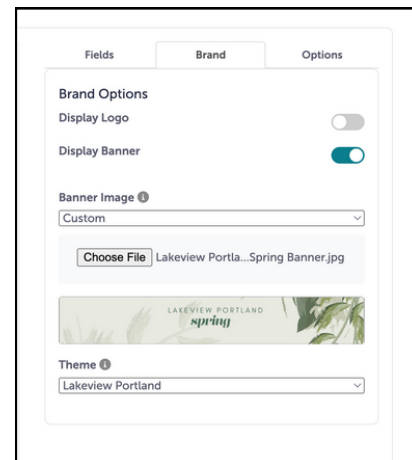 Fields Brand Options
Brand Options
Display Logo
Display Banner
Banner Image
Custom
Choose File Lakeview Portla...Spring Banner.jpg
LAKEVIEW PORTLAND
spring
Theme
Lakeview Portland